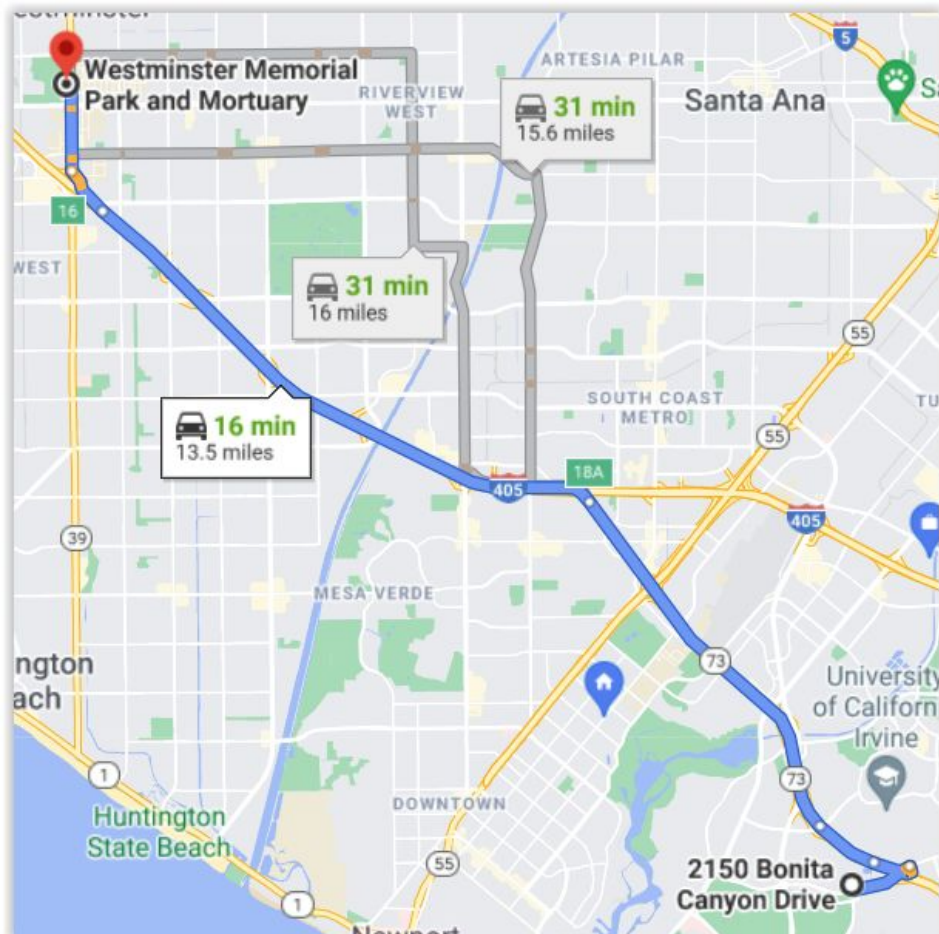 Westminster Memorial
Park and Mortuary
ARTESIA PILAR
5
RIVERVIEW
WEST
31 min
15.6 miles
Santa Ana
16
WEST
31 min
16 miles
55
16 min
13.5 miles
SOUTH COAST
METRO
55
18A
405
405
39
MESA VERDE
73
University
of Californ
Irvine
ngton
ach
1
73
Huntington
State Beach
DOWNTOWN
55
2150 Bonita
Canyon Drive
1